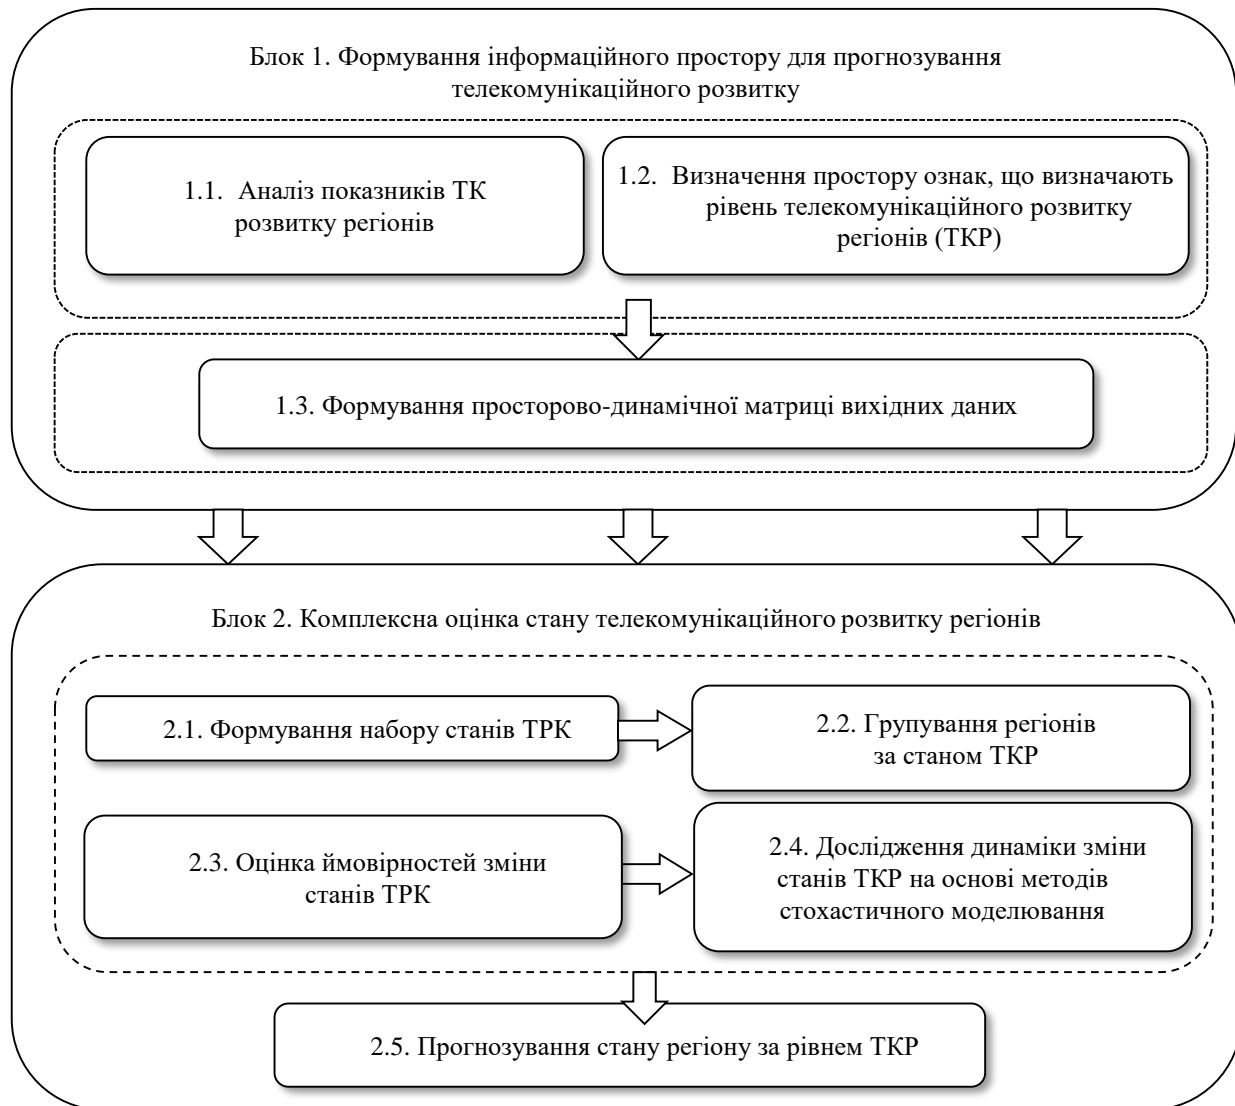 Блок 1. Формування інформаційного простору для прогнозування
телекомунікаційного розвитку
1.1. Аналіз показників ТК
розвитку регіонів
1.2. Визначення простору ознак, що визначають
рівень телекомунікаційного розвитку
регіонів (ТКР)
1.3. Формування просторово-динамічної матриці вихідних даних
Блок 2. Комплексна оцінка стану телекомунікаційного розвитку регіонів
2.1. Формування набору станів ТРК
2.2. Групування регіонів
за станом ТКР
2.3. Оцінка ймовірностей зміни
станів ТРК
2.4. Дослідження динаміки зміни
станів ТКР на основі методів
стохастичного моделювання
2.5. Прогнозування стану регіону за рівнем ТКР